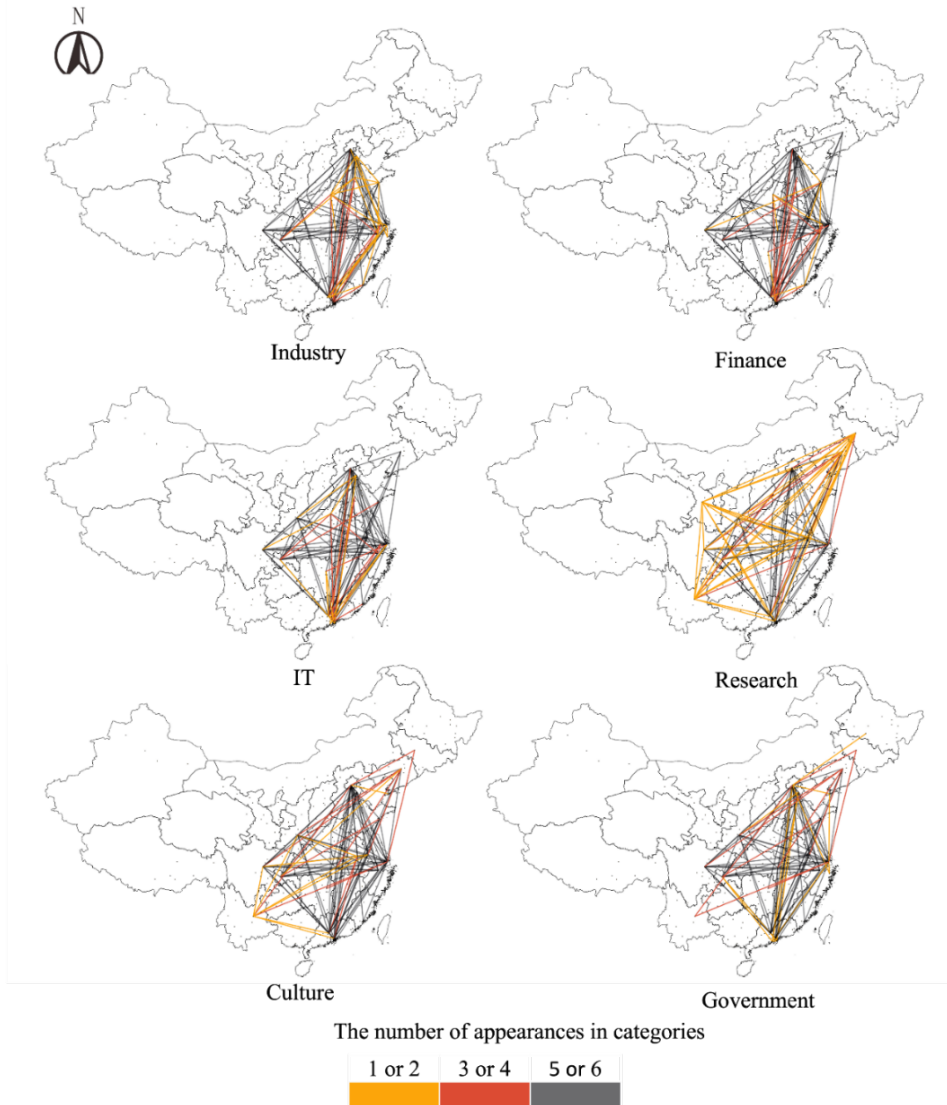 N
Industry
Finance
IT
Research
Culture
Government
The number of appearances in categories
1 or 2
3 or 4
5 or 6